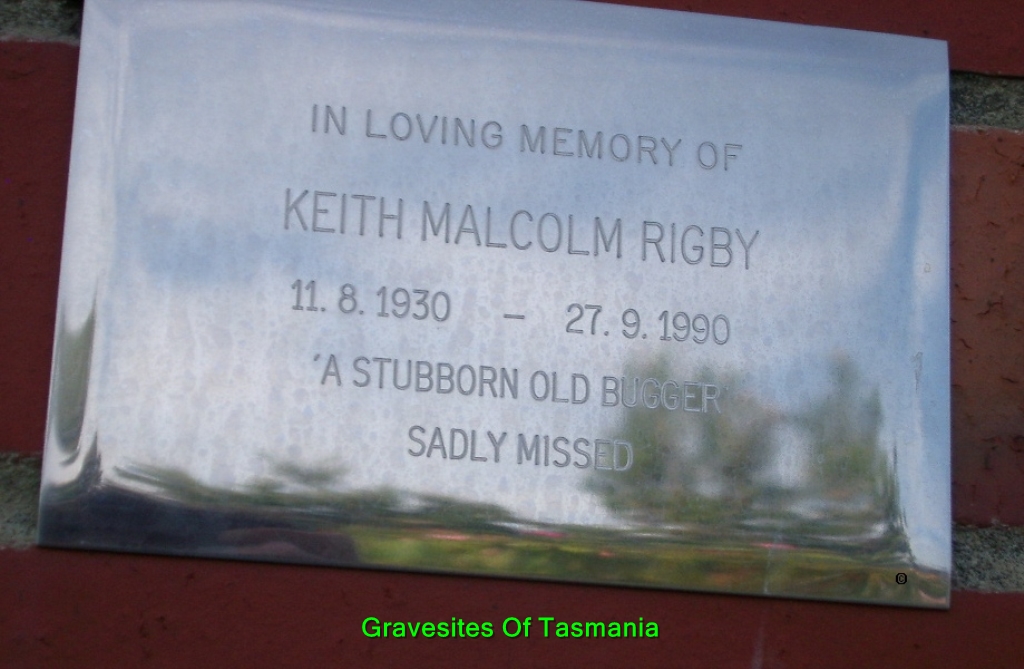 IN LOVING MEMORY OF
KEITH MALCOLM RIGBY
11. 8. 1930 – 27. 9. 1990
'A STUBBORN OLD BUGGER'
SADLY MISSED
©
Gravesites Of Tasmania